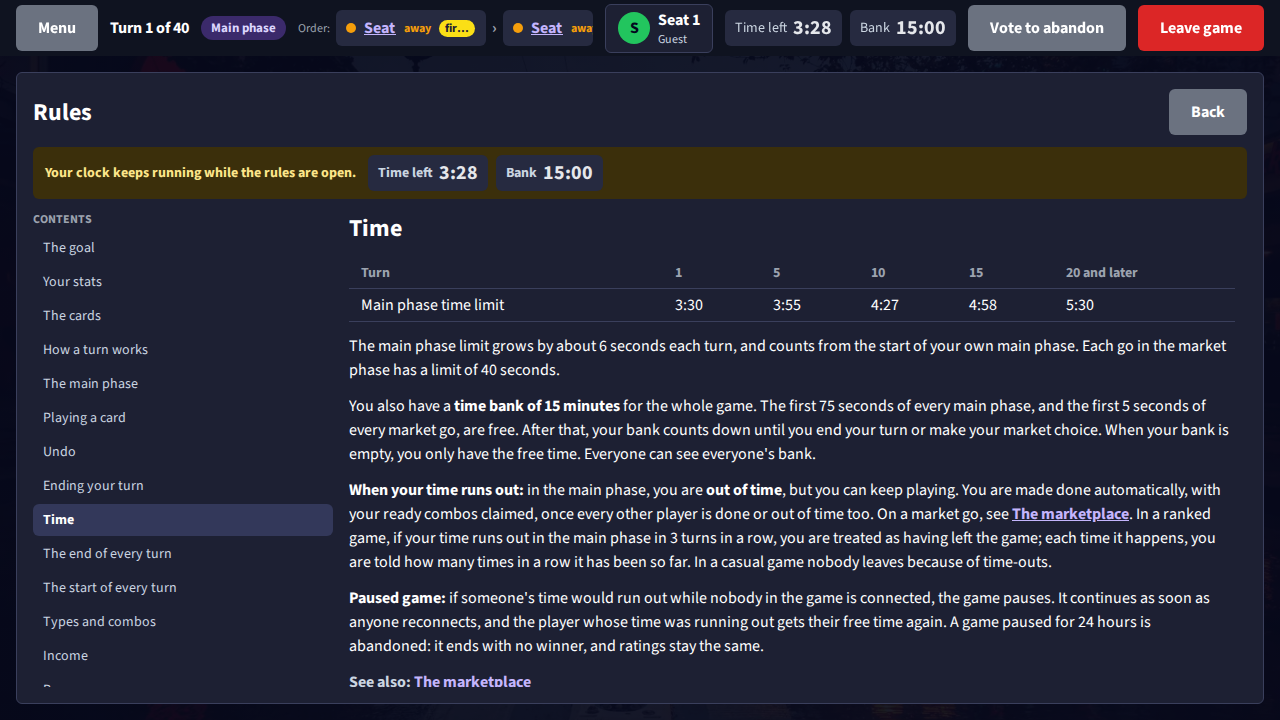 Menu
Turn 1 of 40
Main phase
Order:
Seat away fir...
›
Seat
S
Seat 1
Guest
Time left 3:28
Bank 15:00
Vote to abandon
Leave game
Rules
Back
Your clock keeps running while the rules are open.
Time left 3:28
Bank 15:00
CONTENTS
The goal
Your stats
The cards
How a turn works
The main phase
Playing a card
Undo
Ending your turn
Time
The end of every turn
The start of every turn
Types and combos
Income
Time
Turn 1 5 10 15 20 and later
Main phase time limit 3:30 3:55 4:27 4:58 5:30
The main phase limit grows by about 6 seconds each turn, and counts from the start of your own main phase. Each go in the market
phase has a limit of 40 seconds.
You also have a time bank of 15 minutes for the whole game. The first 75 seconds of every main phase, and the first 5 seconds of
every market go, are free. After that, your bank counts down until you end your turn or make your market choice. When your bank is
empty, you only have the free time. Everyone can see everyone's bank.
When your time runs out: in the main phase, you are out of time, but you can keep playing. You are made done automatically, with
your ready combos claimed, once every other player is done or out of time too. On a market go, see The marketplace. In a ranked
game, if your time runs out in the main phase in 3 turns in a row, you are treated as having left the game; each time it happens, you
are told how many times in a row it has been so far. In a casual game nobody leaves because of time-outs.
Paused game: if someone's time would run out while nobody in the game is connected, the game pauses. It continues as soon as
anyone reconnects, and the player whose time was running out gets their free time again. A game paused for 24 hours is
abandoned: it ends with no winner, and ratings stay the same.
See also: The marketplace